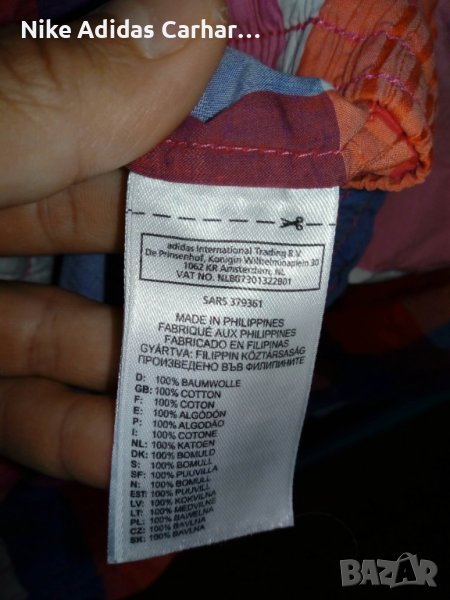 Nike Adidas Carhar...
adidas International Trading B.V.
De Prinsenhof, Konigin Wilhelminaplein 30
1062 KR Amsterdam, NL
VAT NO. NL807301322B01
SARS 379361
MADE IN PHILIPPINES
FABRIQUÉ AUX PHILIPPINES
FABRICADO EN FILIPINAS
GYÁRTVA: FILIPPIN KÖZTÁRSASÁG
ПРОИЗВЕДЕНО ВЪВ ФИЛИПИНИТЕ
D: 100% BAUMWOLLE
GB: 100% COTTON
F: 100% COTON
E: 100% ALGODÓN
P: 100% ALGODÃO
I: 100% COTONE
NL: 100% KATOEN
DK: 100% BOMULD
S: 100% BOMULL
SF: 100% PUUVILLA
N: 100% BOMULL
EST: 100% PUUVILL
LV: 100% KOKVILNA
LT: 100% MEDVILNĖ
PL: 100% BAWEŁNA
CZ: 100% BAVLNA
SK: 100% BAVLNA
BAZAR